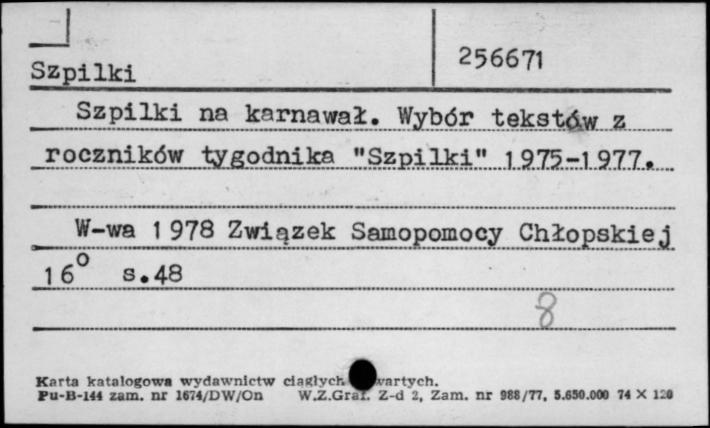 Szpilki
256671
Szpilki na karnawał. Wybór tekstów z
roczników tygodnika "Szpilki" 1975-1977.
W-wa 1978 Związek Samopomocy Chłopskiej
16° s.48
8
Karta katalogowa wydawnictw ciągłych
Pu-B-144 zam. nr 1674/DW/On W.Z.Graf. Z-d 2, Zam. nr 988/77, 5.650.000 74 X 120